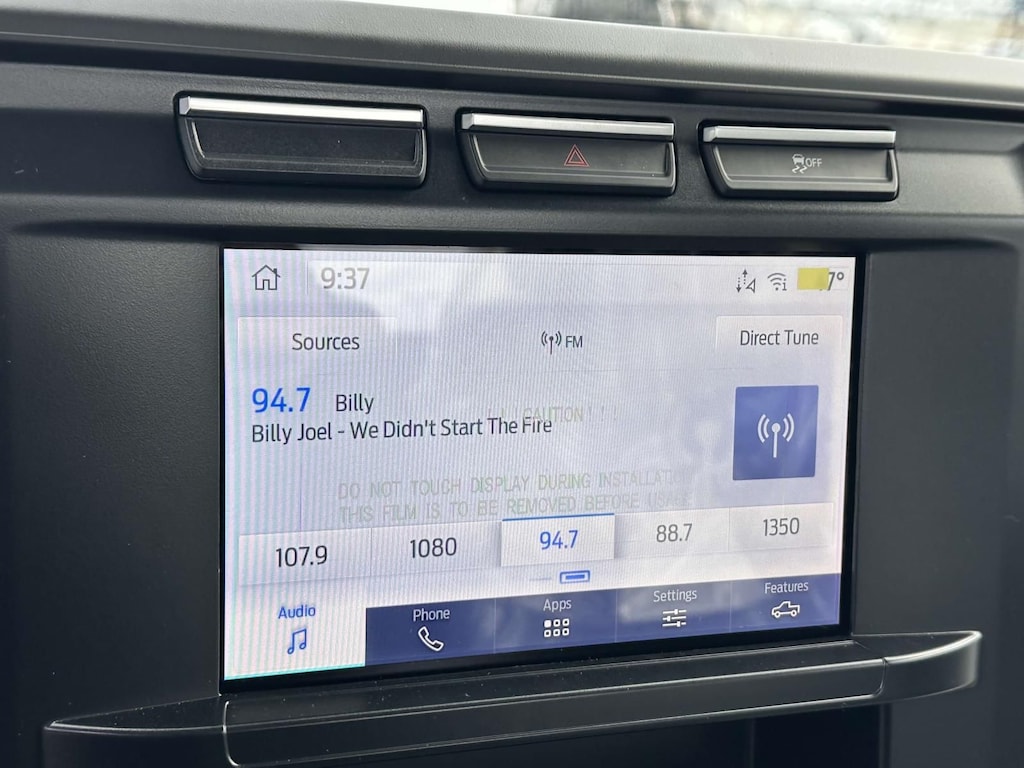 OFF
9:37
7°
Sources
FM
Direct Tune
94.7 Billy
Billy Joel - We Didn't Start The Fire
! ! CAUTION ! ! !
DO NOT TOUCH DISPLAY DURING INSTALLATION
THIS FILM IS TO BE REMOVED BEFORE USAGE
107.9 1080 94.7 88.7 1350
Audio Phone Apps Settings Features